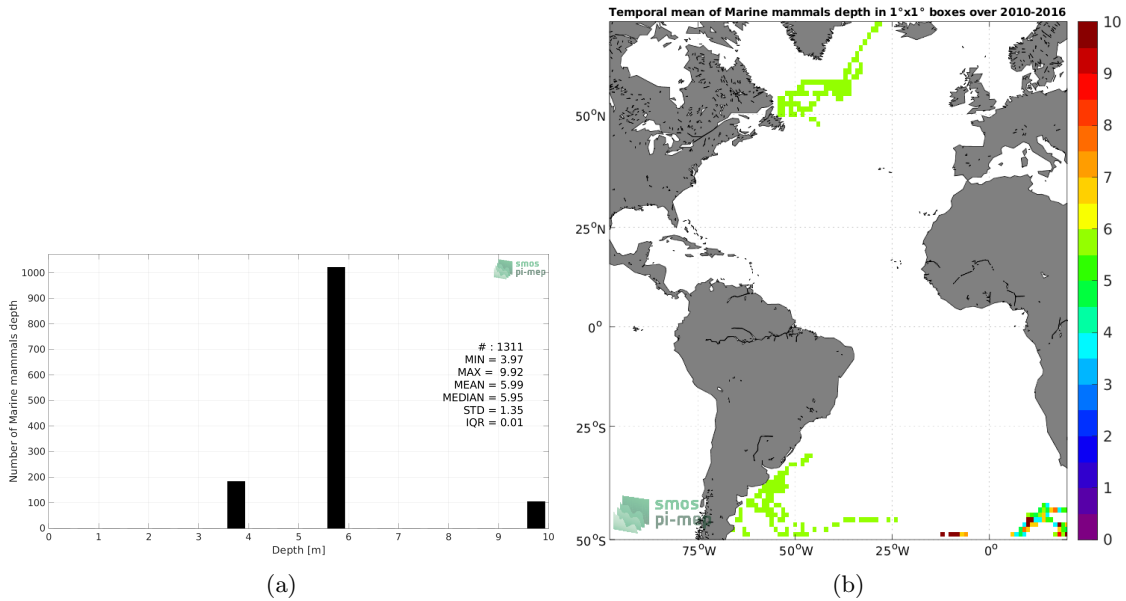 Temporal mean of Marine mammals depth in 1°x1° boxes over 2010-2016
smos
pi-mep
1000
900
800
700
600
500
400
300
200
100
0
Number of Marine mammals depth
# : 1311
MIN = 3.97
MAX = 9.92
MEAN = 5.99
MEDIAN = 5.95
STD = 1.35
IQR = 0.01
0 1 2 3 4 5 6 7 8 9 10
Depth [m]
(a)
50°N
25°N
0°
25°S
50°S
smos
pi-mep
75°W 50°W 25°W 0°
10
9
8
7
6
5
4
3
2
1
0
(b)